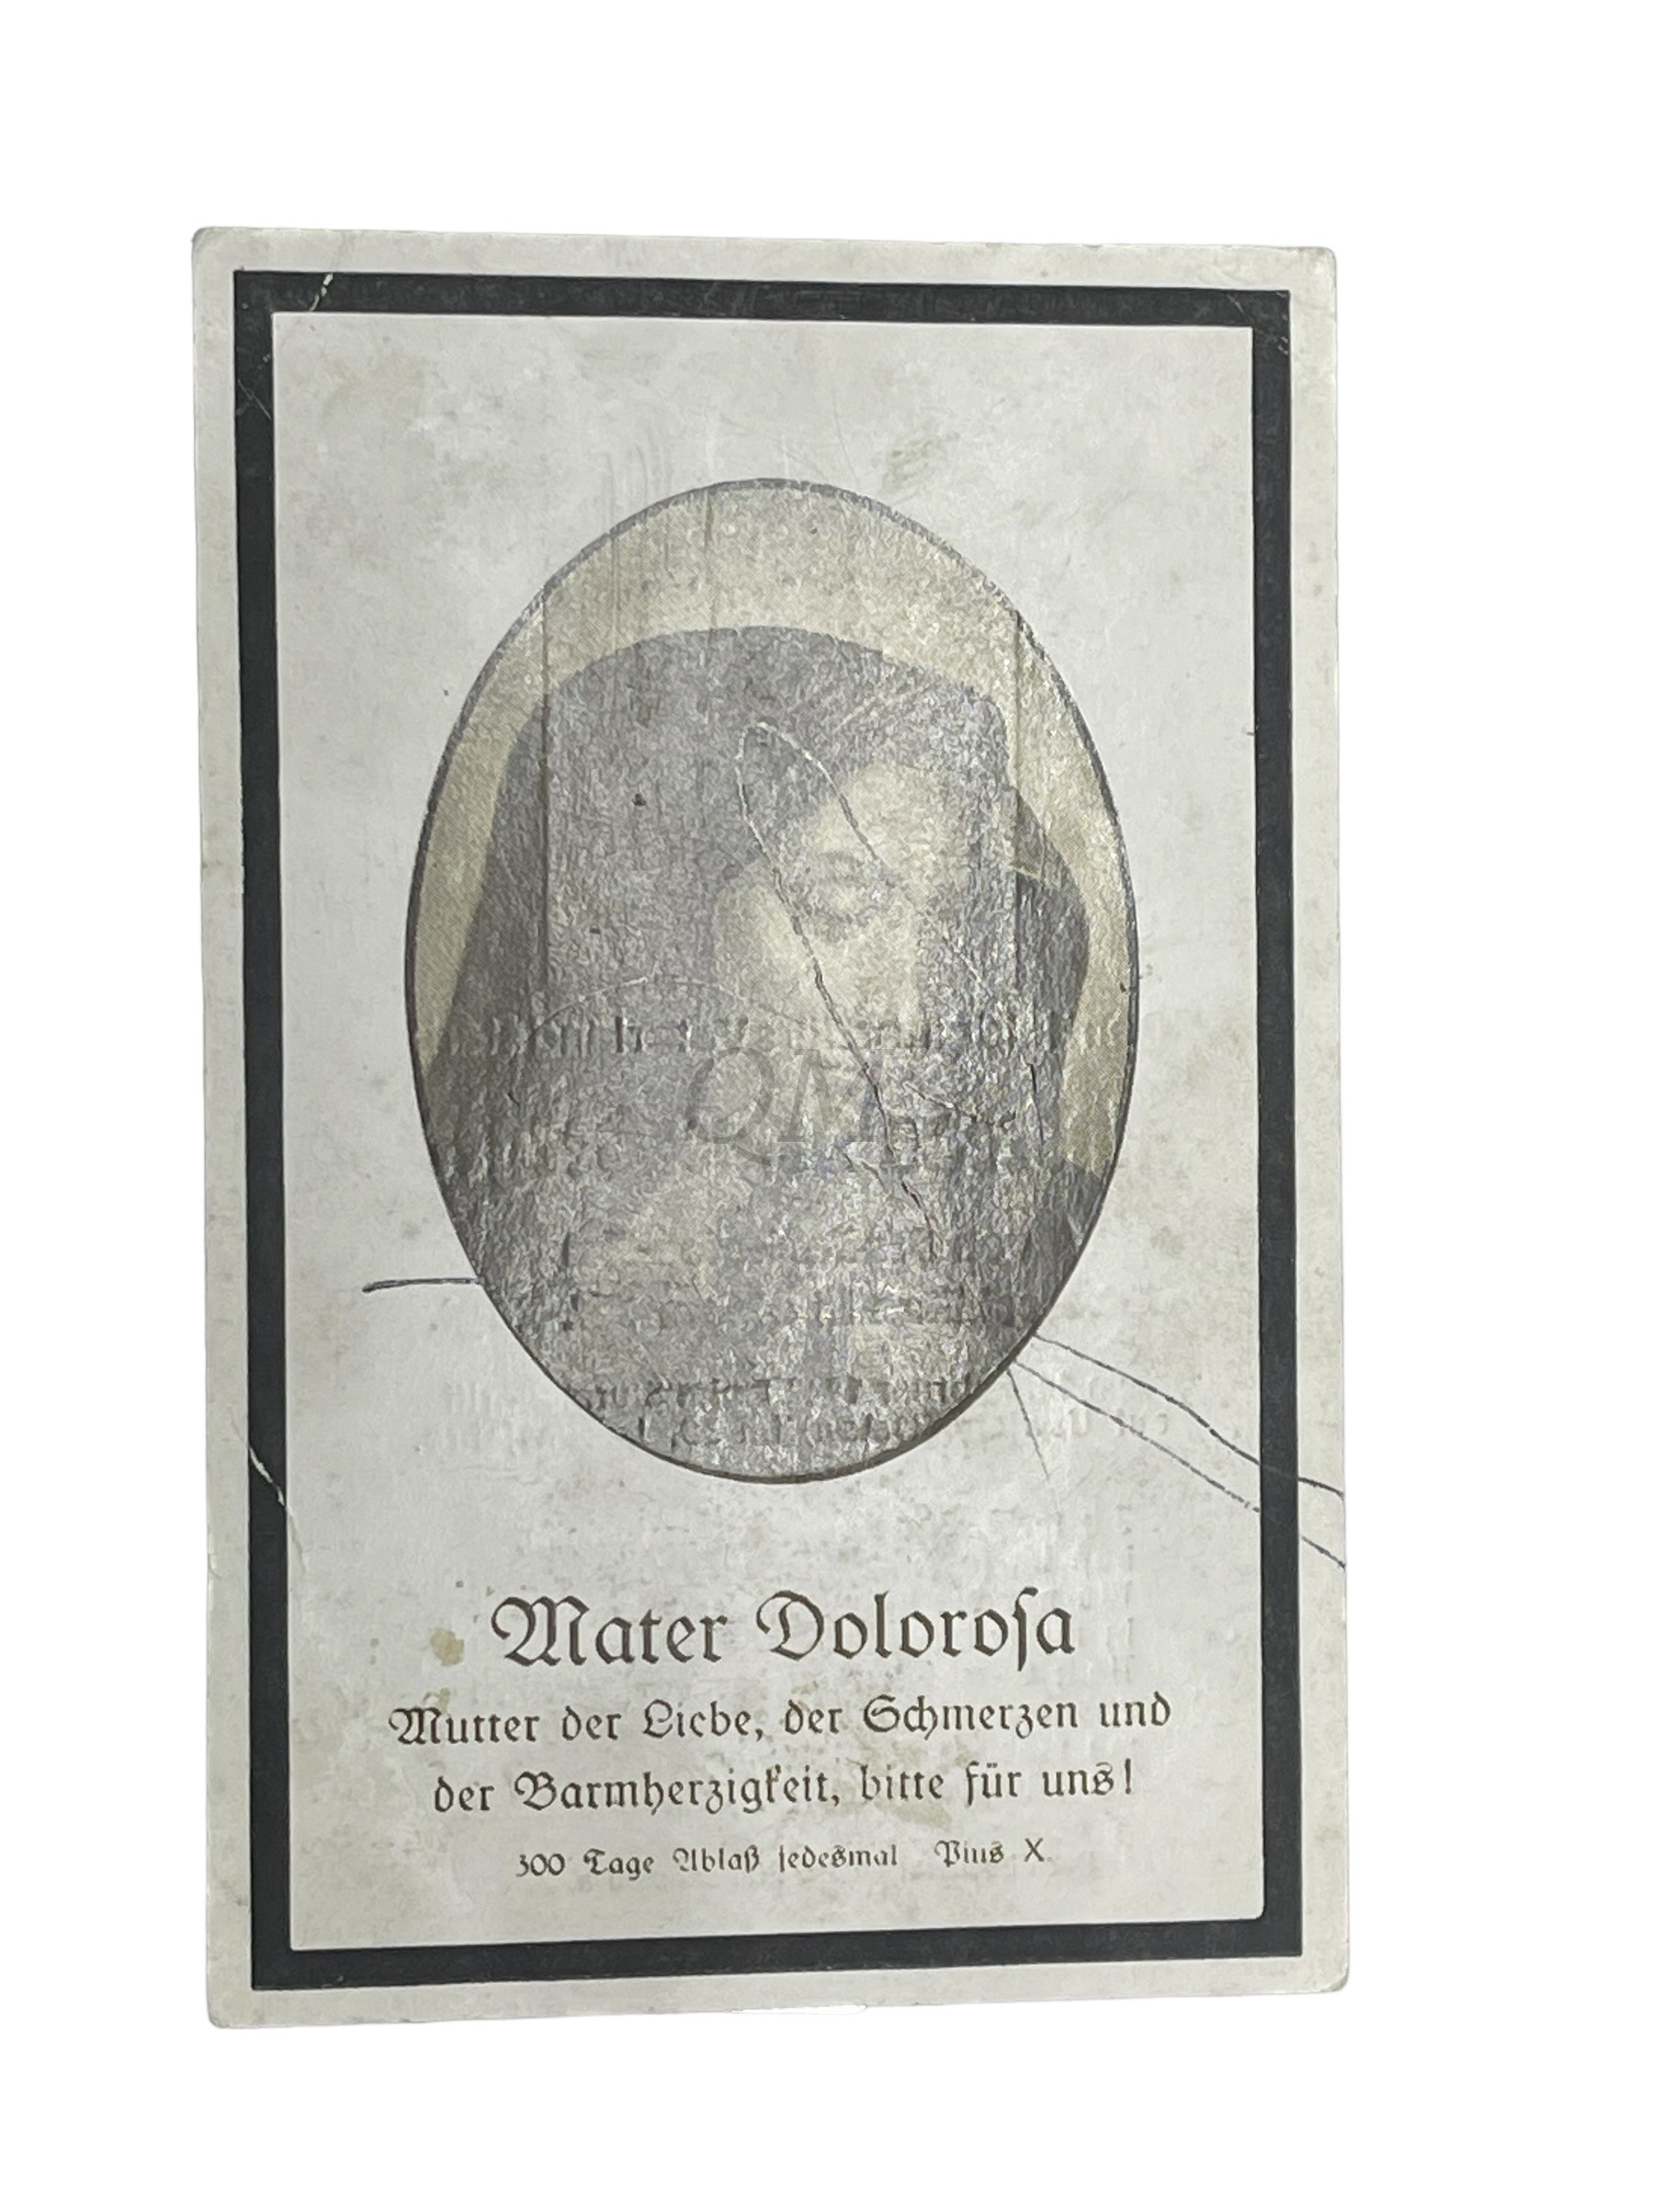 Mater Doloroſa
Mutter der Liebe, der Schmerzen und
der Barmherzigkeit, bitte für uns!
300 Tage Ablaß jedesmal Pius X.